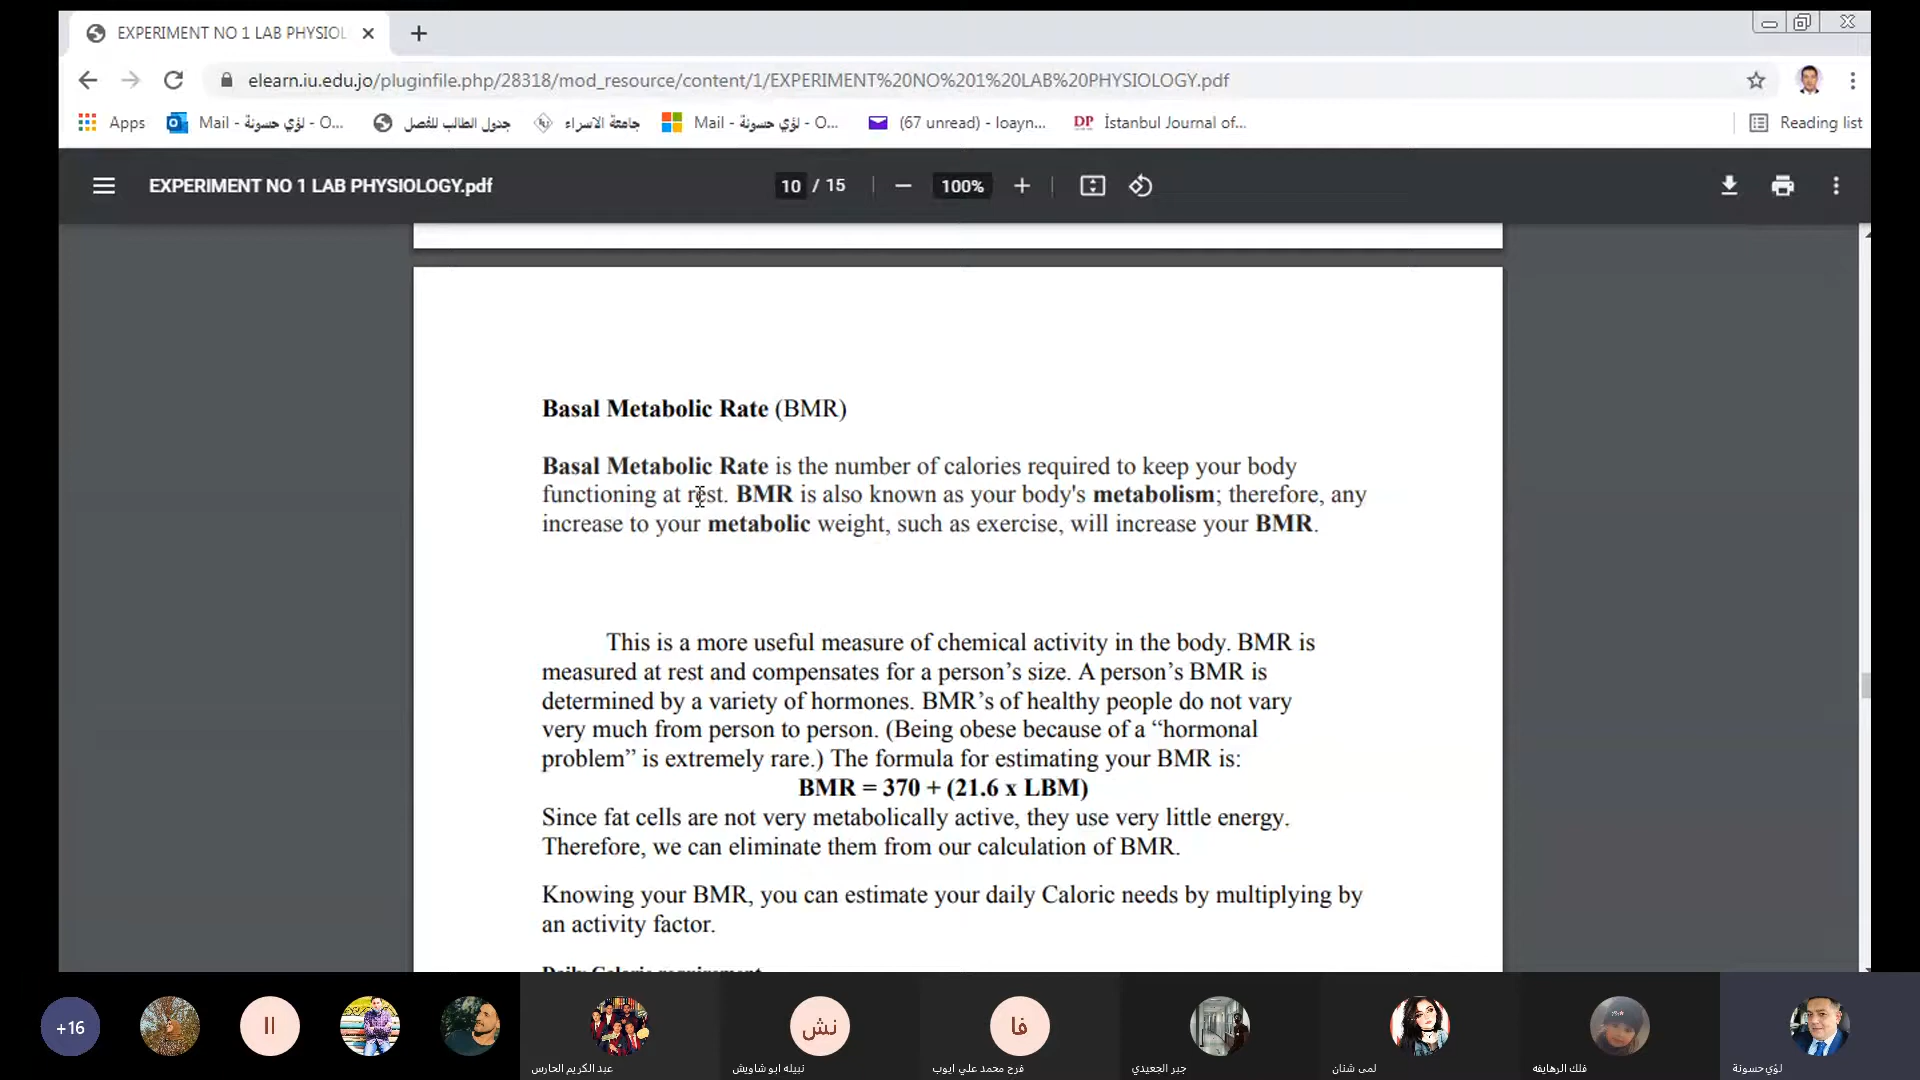 EXPERIMENT NO 1 LAB PHYSIOL
elearn.iu.edu.jo/pluginfile.php/28318/mod_resource/content/1/EXPERIMENT%20NO%201%20LAB%20PHYSIOLOGY.pdf
Apps
Mail - لؤي حسونة - O...
جدول الطالب للفصل
جامعة الاسراء
Mail - لؤي حسونة - O...
(67 unread) - loayn...
DP İstanbul Journal of...
Reading list
EXPERIMENT NO 1 LAB PHYSIOLOGY.pdf
10 / 15
100%
Basal Metabolic Rate (BMR)
Basal Metabolic Rate is the number of calories required to keep your body
functioning at rest. BMR is also known as your body's metabolism; therefore, any
increase to your metabolic weight, such as exercise, will increase your BMR.
This is a more useful measure of chemical activity in the body. BMR is
measured at rest and compensates for a person’s size. A person’s BMR is
determined by a variety of hormones. BMR’s of healthy people do not vary
very much from person to person. (Being obese because of a “hormonal
problem” is extremely rare.) The formula for estimating your BMR is:
BMR = 370 + (21.6 x LBM)
Since fat cells are not very metabolically active, they use very little energy.
Therefore, we can eliminate them from our calculation of BMR.
Knowing your BMR, you can estimate your daily Caloric needs by multiplying by
an activity factor.
Daily Caloric requirement
+16
اا
نش
فا
عبد الكريم الحارس
نبيله ابو شاويش
فرح محمد علي ايوب
جبر الجعيدي
لمى شنان
فلك الرهايفه
لؤي حسونة